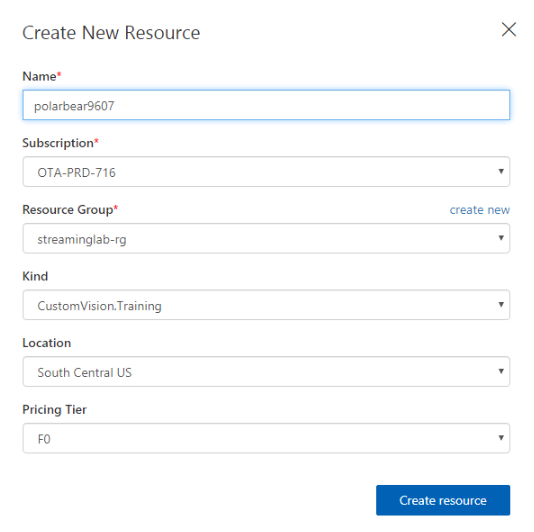 Create New Resource
Name*
polarbear9607
Subscription*
OTA-PRD-716
Resource Group* create new
streaminglab-rg
Kind
CustomVision.Training
Location
South Central US
Pricing Tier
F0
Create resource